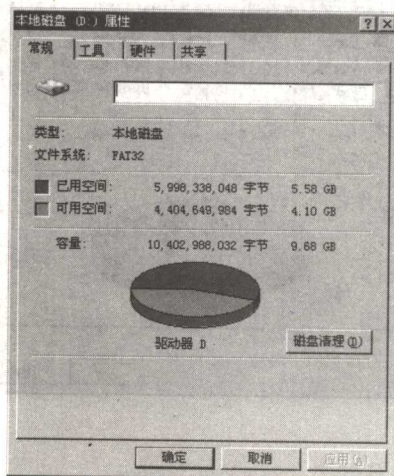 本地磁盘 (D:) 属性
常规 工具 硬件 共享
类型: 本地磁盘
文件系统: FAT32
已用空间: 5,998,338,048 字节 5.58 GB
可用空间: 4,404,649,984 字节 4.10 GB
容量: 10,402,988,032 字节 9.68 GB
驱动器 D
磁盘清理(D)
确定 取消 应用(A)